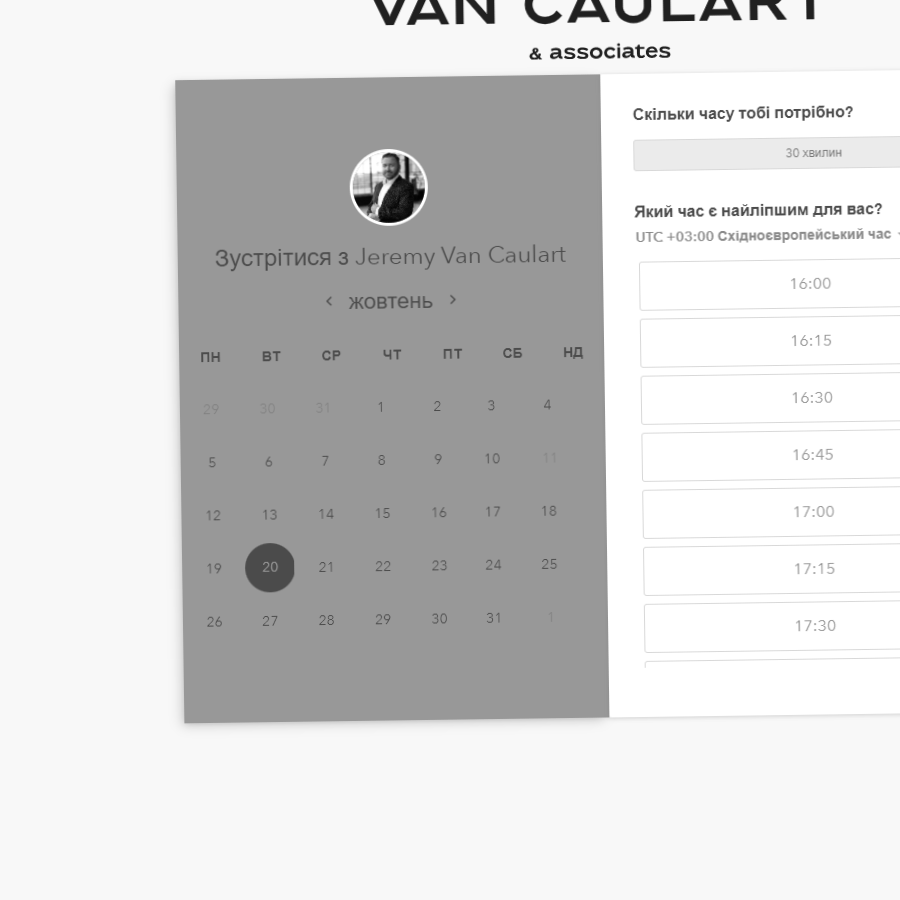 VAN CAULART
& associates
Зустрітися з Jeremy Van Caulart
‹ жовтень ›
ПН ВТ СР ЧТ ПТ СБ НД
29 30 31 1 2 3 4
5 6 7 8 9 10 11
12 13 14 15 16 17 18
19 20 21 22 23 24 25
26 27 28 29 30 31 1
Скільки часу тобі потрібно?
30 хвилин
Який час є найліпшим для вас?
UTC +03:00 Східноєвропейський час
16:00
16:15
16:30
16:45
17:00
17:15
17:30